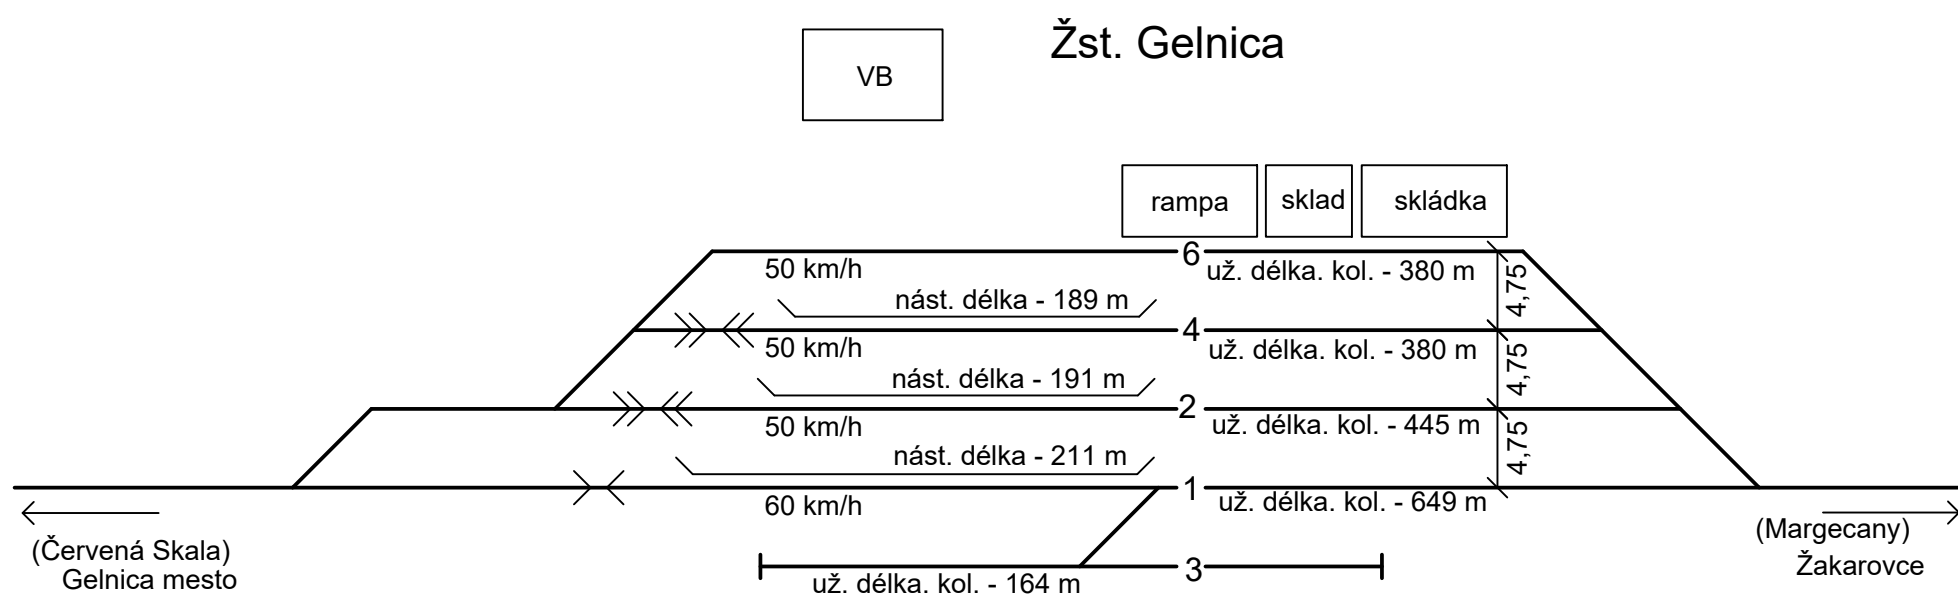 Žst. Gelnica
VB
rampa
sklad
skládka
6
50 km/h
už. délka. kol. - 380 m
4,75
nást. délka - 189 m
4
50 km/h
už. délka. kol. - 380 m
4,75
nást. délka - 191 m
2
50 km/h
už. délka. kol. - 445 m
4,75
nást. délka - 211 m
1
60 km/h
už. délka. kol. - 649 m
(Červená Skala)
Gelnica mesto
(Margecany)
Žakarovce
3
už. délka. kol. - 164 m